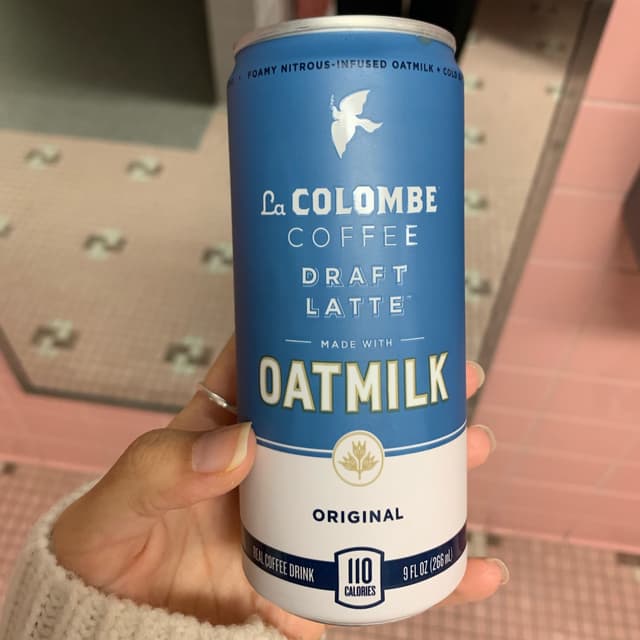 FOAMY NITROUS-INFUSED OATMILK + COLD
La COLOMBE
COFFEE
DRAFT
LATTE™
MADE WITH
OATMILK
ORIGINAL
REAL COFFEE DRINK
110
CALORIES
9 FL OZ (266 mL)